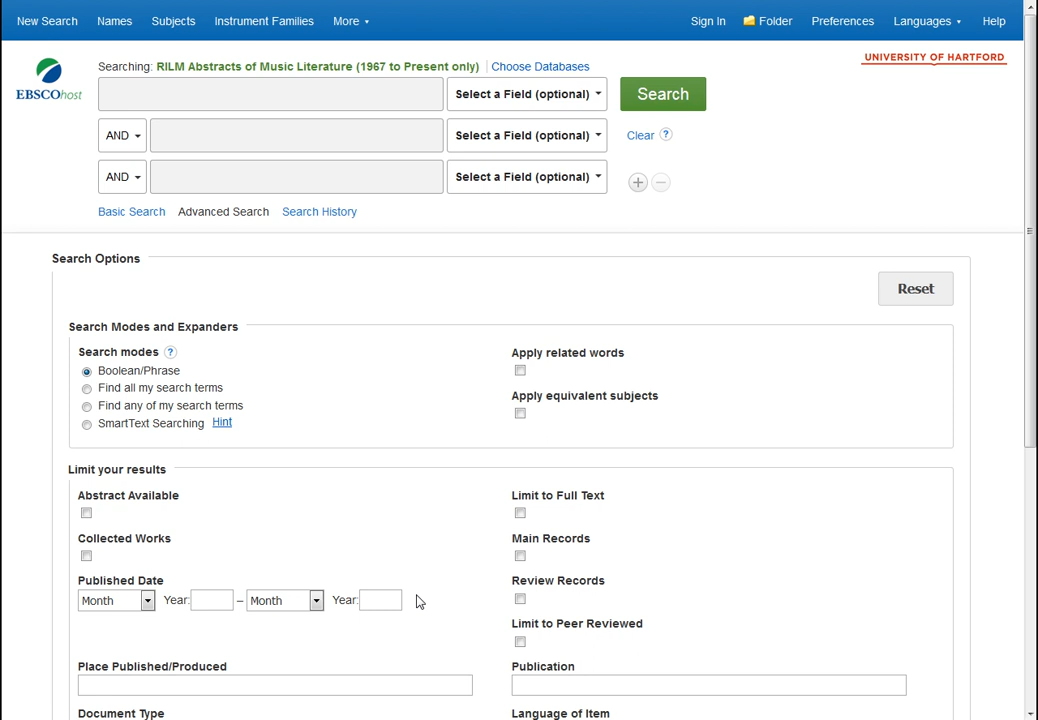 New Search Names Subjects Instrument Families More Sign In Folder Preferences Languages Help
UNIVERSITY OF HARTFORD
Searching: RILM Abstracts of Music Literature (1967 to Present only) Choose Databases
EBSCOhost
Select a Field (optional) Search
AND Select a Field (optional) Clear ?
AND Select a Field (optional)
Basic Search Advanced Search Search History
Search Options
Reset
Search Modes and Expanders
Search modes ? Apply related words
Boolean/Phrase
Find all my search terms
Apply equivalent subjects
Find any of my search terms
SmartText Searching Hint
Limit your results
Abstract Available Limit to Full Text
Collected Works Main Records
Published Date Review Records
Month Year: – Month Year:
Limit to Peer Reviewed
Place Published/Produced Publication
Document Type Language of Item